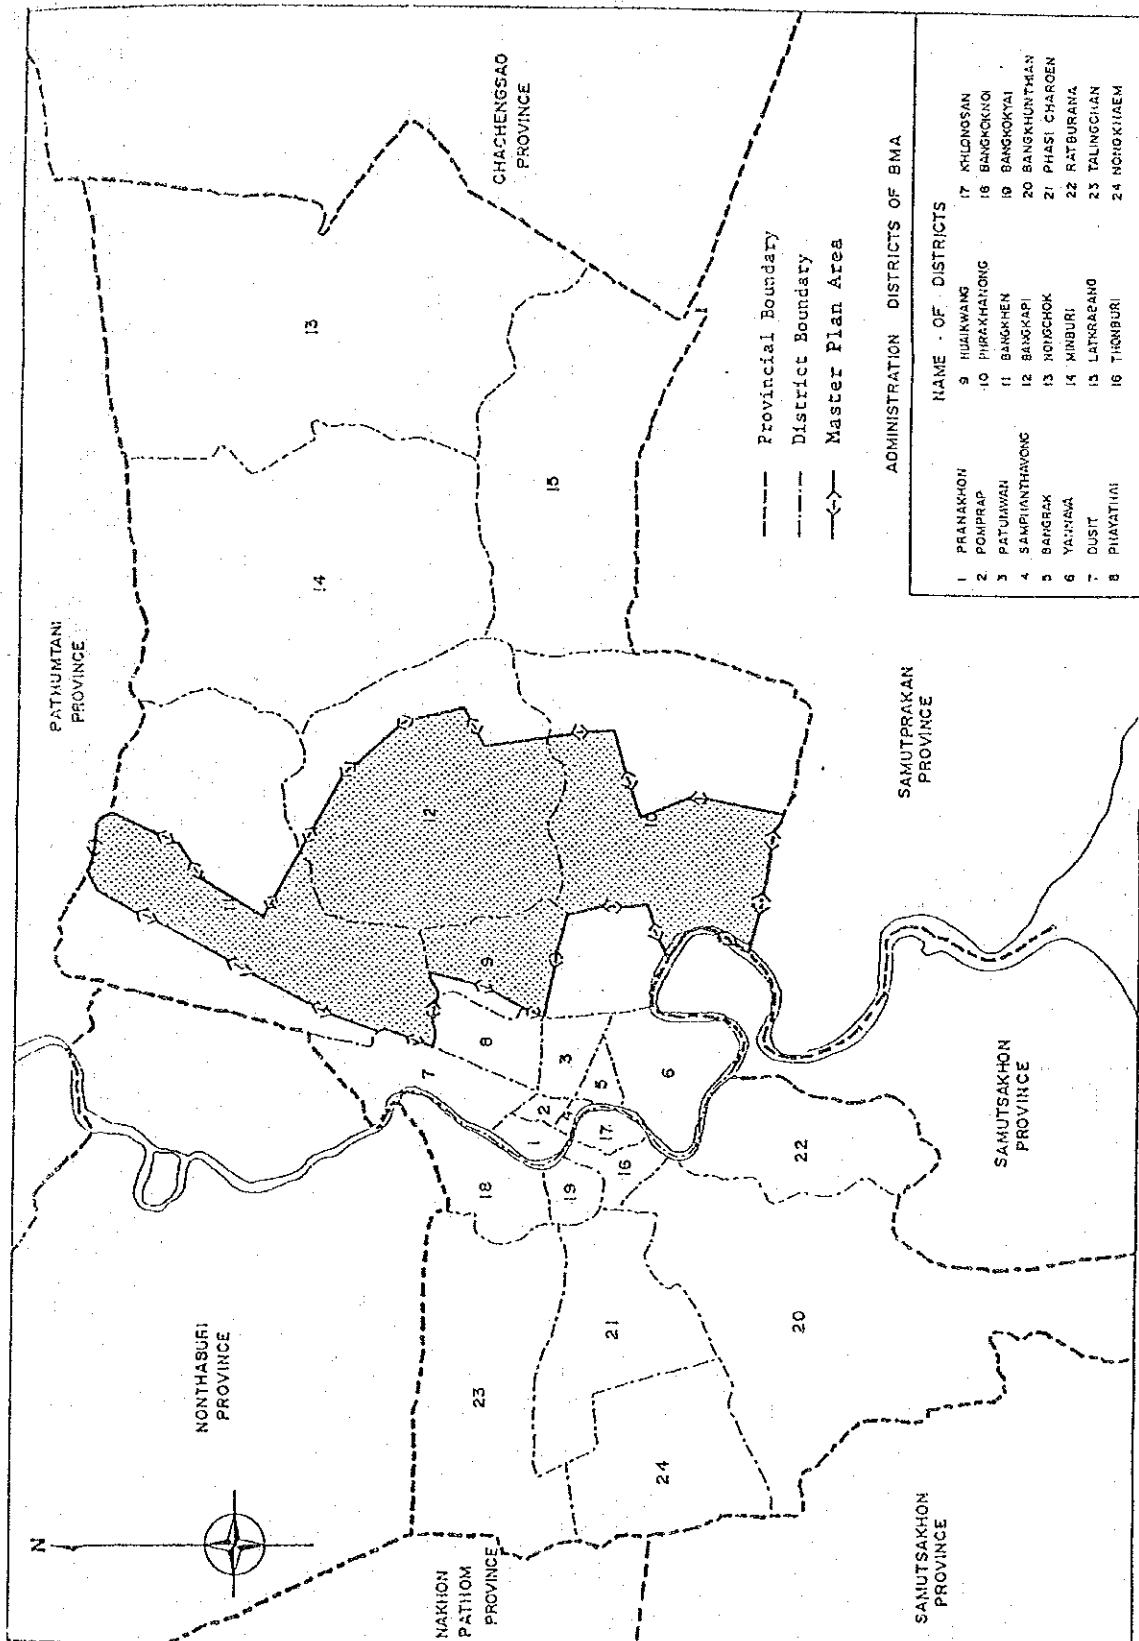 N
PATHUMTANI
PROVINCE
NONTHABURI
PROVINCE
NAKHON
PATHOM
PROVINCE
CHACHENGSAO
PROVINCE
SAMUTPRAKAN
PROVINCE
SAMUTSAKHON
PROVINCE
SAMUTSAKHON
PROVINCE
13
14
15
12
11
10
9
8
7
3
2
1
4
5
6
17
16
18
19
22
21
20
23
24
Provincial Boundary
District Boundary
Master Plan Area
ADMINISTRATION DISTRICTS OF BMA
NAME OF DISTRICTS
1 PRANAKHON
2 POMPRAP
3 PATUMWAN
4 SAMPHANTHAVONG
5 BANGRAK
6 YANNAVA
7 DUSIT
8 PHAYATHAI
9 HUAIKWANG
10 PHRAKHANONG
11 BANGKHEN
12 BANGKAPI
13 NONGCHOK
14 MINBURI
15 LATKRABANG
16 THONBURI
17 KHLONGSAN
18 BANGKOKNOI
19 BANGKOKYAI
20 BANGKHUNTHIAN
21 PHASI CHAROEN
22 RATBURANA
23 TALINGCHAN
24 NONGKHAEM